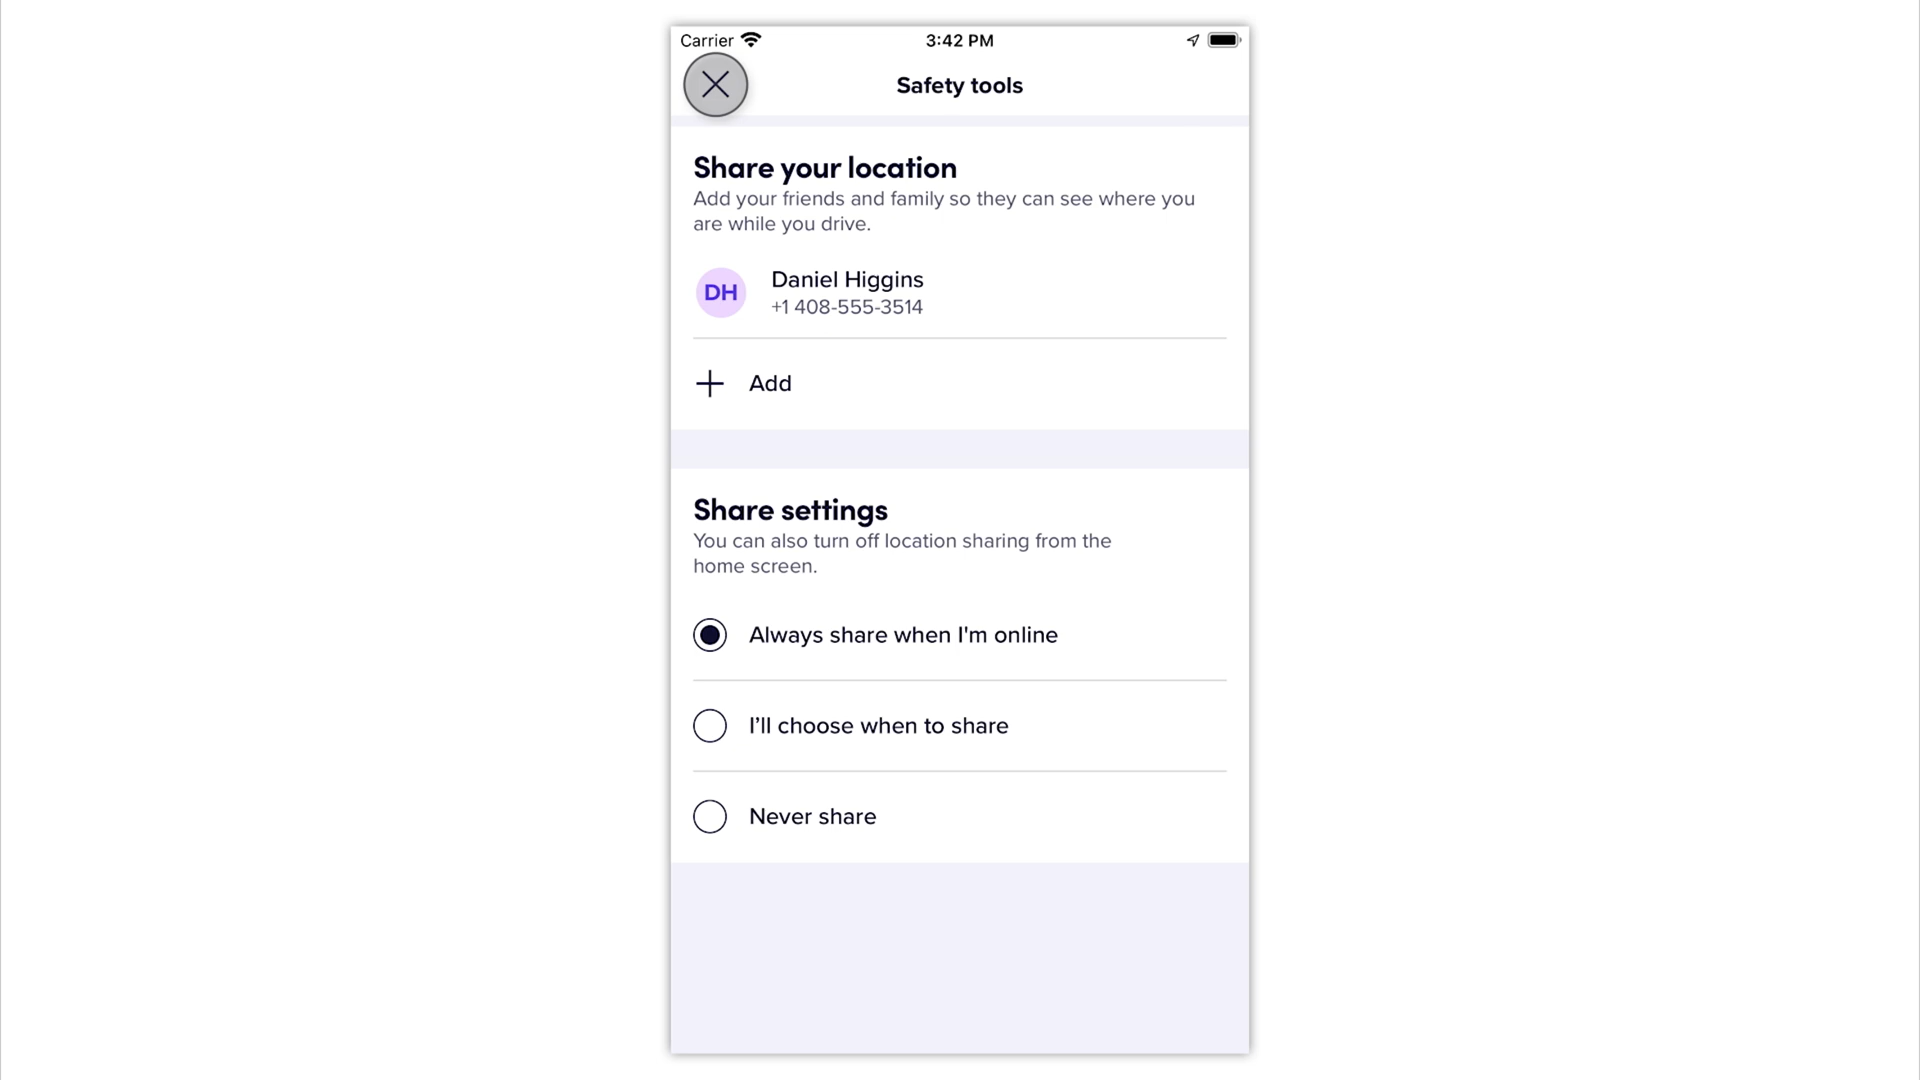 Carrier
3:42 PM
Safety tools
Share your location
Add your friends and family so they can see where you
are while you drive.
DH
Daniel Higgins
+1 408-555-3514
Add
Share settings
You can also turn off location sharing from the
home screen.
Always share when I'm online
I’ll choose when to share
Never share